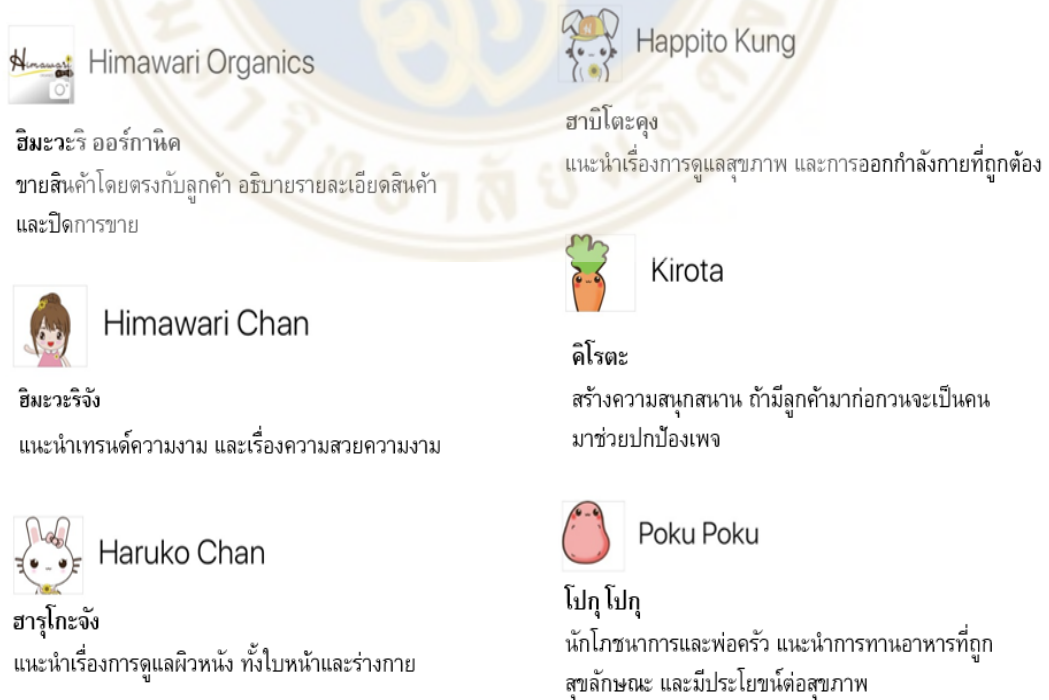 Himawari Organics
ฮิมะวะริ ออร์กานิค
ขายสินค้าโดยตรงกับลูกค้า อธิบายรายละเอียดสินค้า
และปิดการขาย
Himawari Chan
ฮิมะวะริจัง
แนะนำเทรนด์ความงาม และเรื่องความสวยความงาม
Haruko Chan
ฮารุโกะจัง
แนะนำเรื่องการดูแลผิวหนัง ทั้งใบหน้าและร่างกาย
Happito Kung
ฮาบิโตะคุง
แนะนำเรื่องการดูแลสุขภาพ และการออกกำลังกายที่ถูกต้อง
Kirota
คิโรตะ
สร้างความสนุกสนาน ถ้ามีลูกค้ามาก่อกวนจะเป็นคน
มาช่วยปกป้องเพจ
Poku Poku
โปกุ โปกุ
นักโภชนาการและพ่อครัว แนะนำการทานอาหารที่ถูก
สุขลักษณะ และมีประโยชน์ต่อสุขภาพ